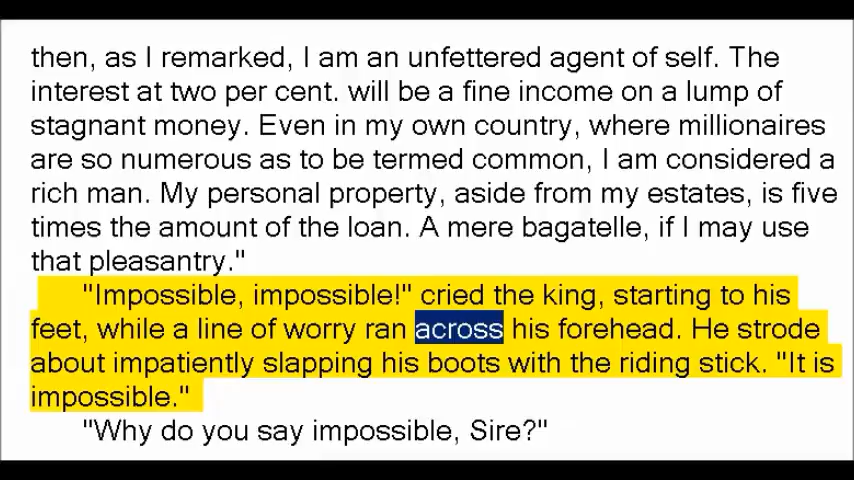 then, as I remarked, I am an unfettered agent of self. The
interest at two per cent. will be a fine income on a lump of
stagnant money. Even in my own country, where millionaires
are so numerous as to be termed common, I am considered a
rich man. My personal property, aside from my estates, is five
times the amount of the loan. A mere bagatelle, if I may use
that pleasantry."
"Impossible, impossible!" cried the king, starting to his
feet, while a line of worry ran across his forehead. He strode
about impatiently slapping his boots with the riding stick. "It is
impossible."
"Why do you say impossible, Sire?"